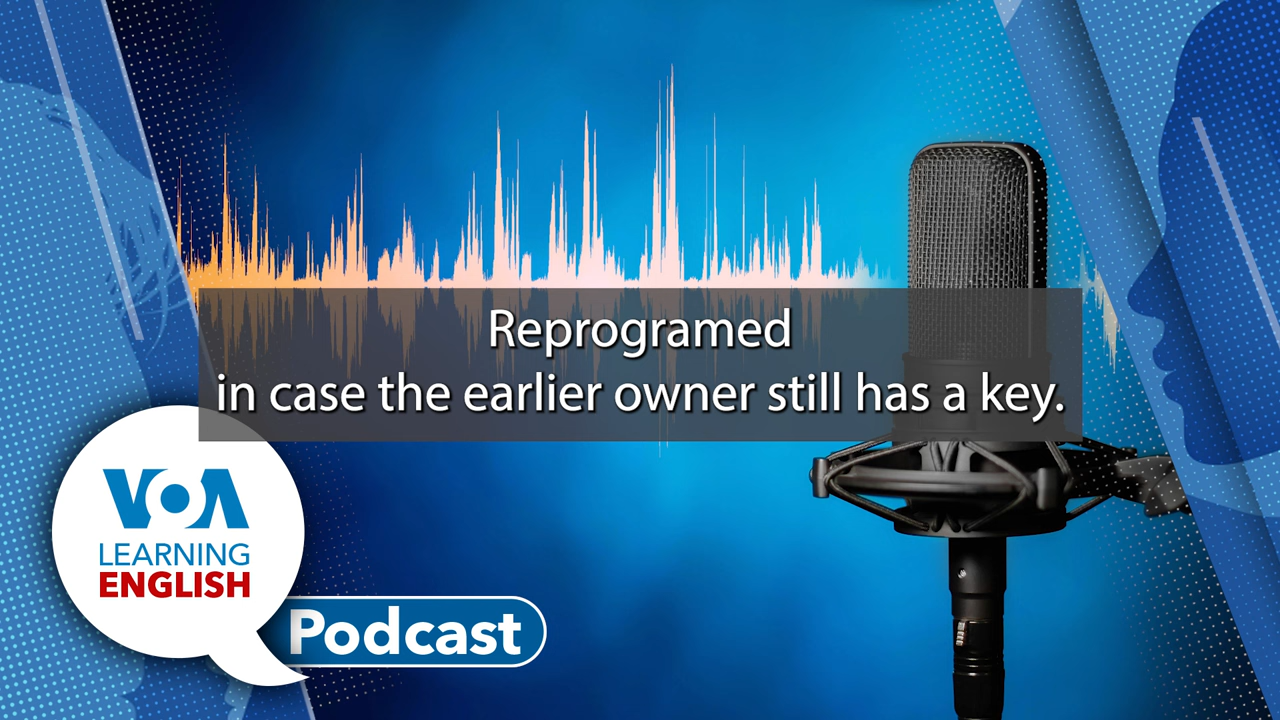 Reprogramed
in case the earlier owner still has a key.
VOA
LEARNING
ENGLISH
Podcast